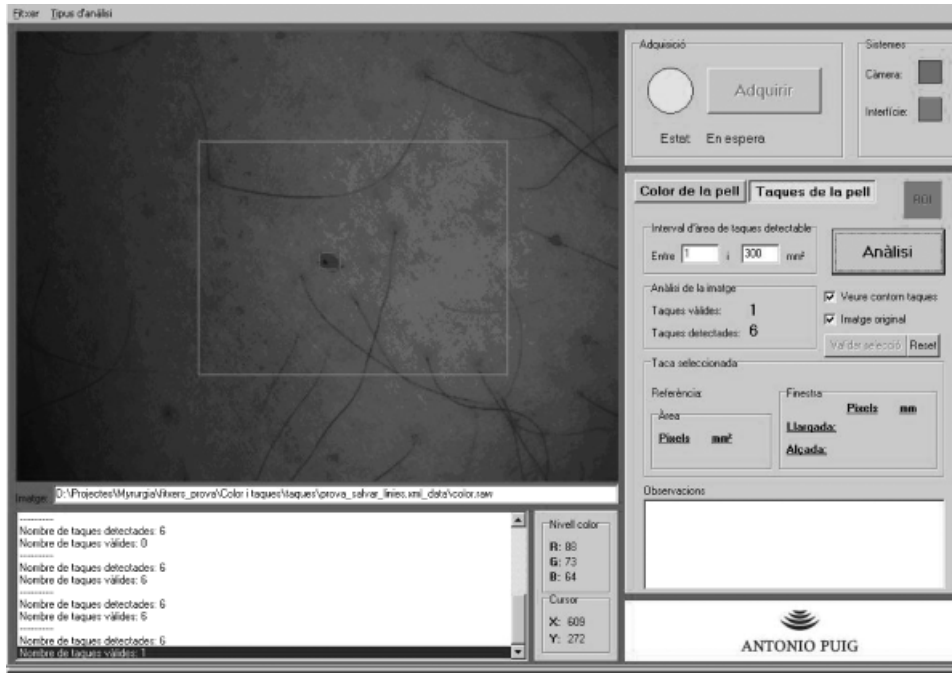 Fitxer Tipus d'anàlisi
Adquisició
Adquirir
Estat: En espera
Sistemes
Càmera:
Interfície:
Color de la pell Taques de la pell ROI
Interval d'àrea de taques detectable
Entre 1 i 300 mm²
Anàlisi
Anàlisi de la imatge
Taques vàlides: 1
Taques detectades: 6
Veure contorn taques
Imatge original
Validar selecció Reset
Taca seleccionada
Referència:
Àrea
Pixels mm²
Finestra
Pixels mm
Llargada:
Alçada:
Observacions
Imatge: D:\Projectes\Myrurgia\fitxers_prova\Color i taques\taques\prova_salvar_linies.xml_data\color.raw
----------
Nombre de taques detectades: 6
Nombre de taques vàlides: 0
----------
Nombre de taques detectades: 6
Nombre de taques vàlides: 6
----------
Nombre de taques detectades: 6
Nombre de taques vàlides: 6
----------
Nombre de taques detectades: 6
Nombre de taques vàlides: 1
Nivell color
R: 88
G: 73
B: 64
Cursor
X: 609
Y: 272
ANTONIO PUIG